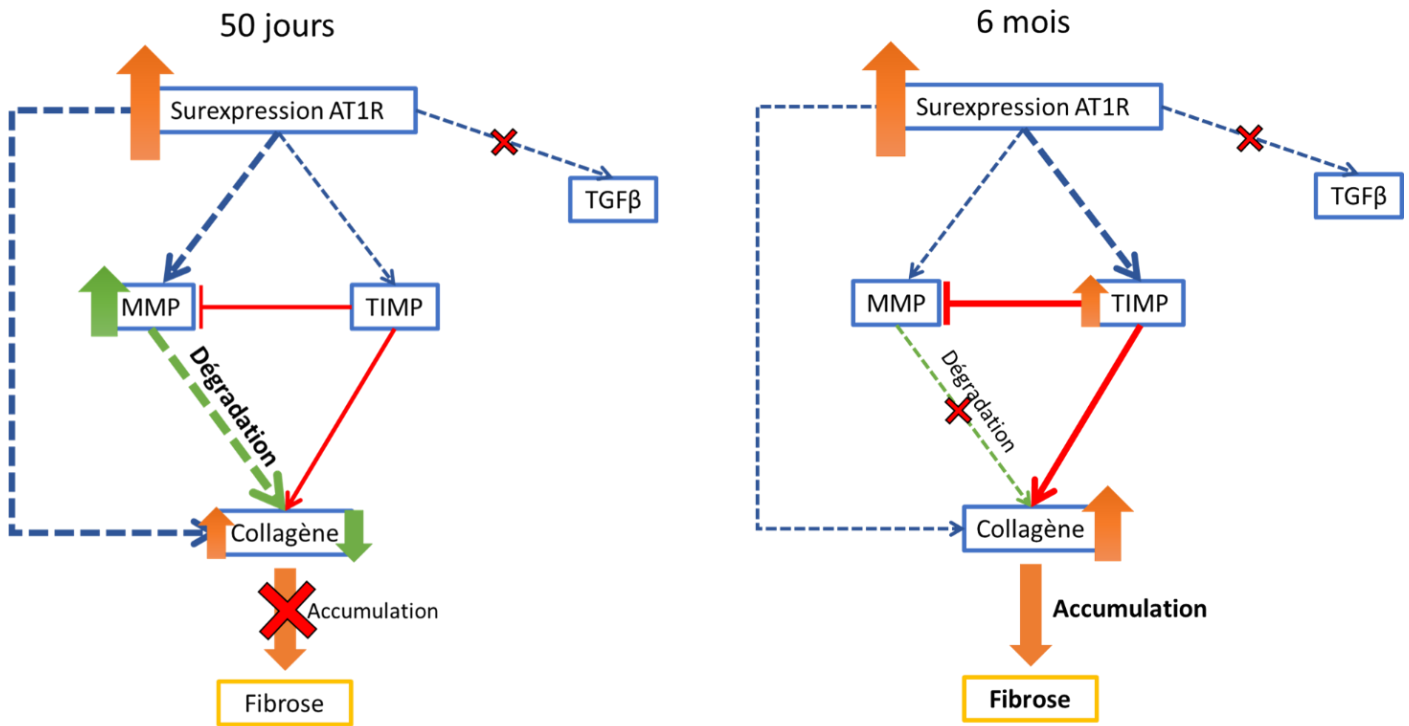 50 jours
Surexpression AT1R
TGFβ
MMP
TIMP
Dégradation
Collagène
Accumulation
Fibrose
6 mois
Surexpression AT1R
TGFβ
MMP
TIMP
Dégradation
Collagène
Accumulation
Fibrose